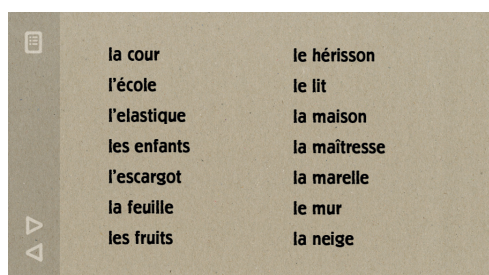 la cour
l'école
l'elastique
les enfants
l'escargot
la feuille
les fruits
le hérisson
le lit
la maison
la maîtresse
la marelle
le mur
la neige